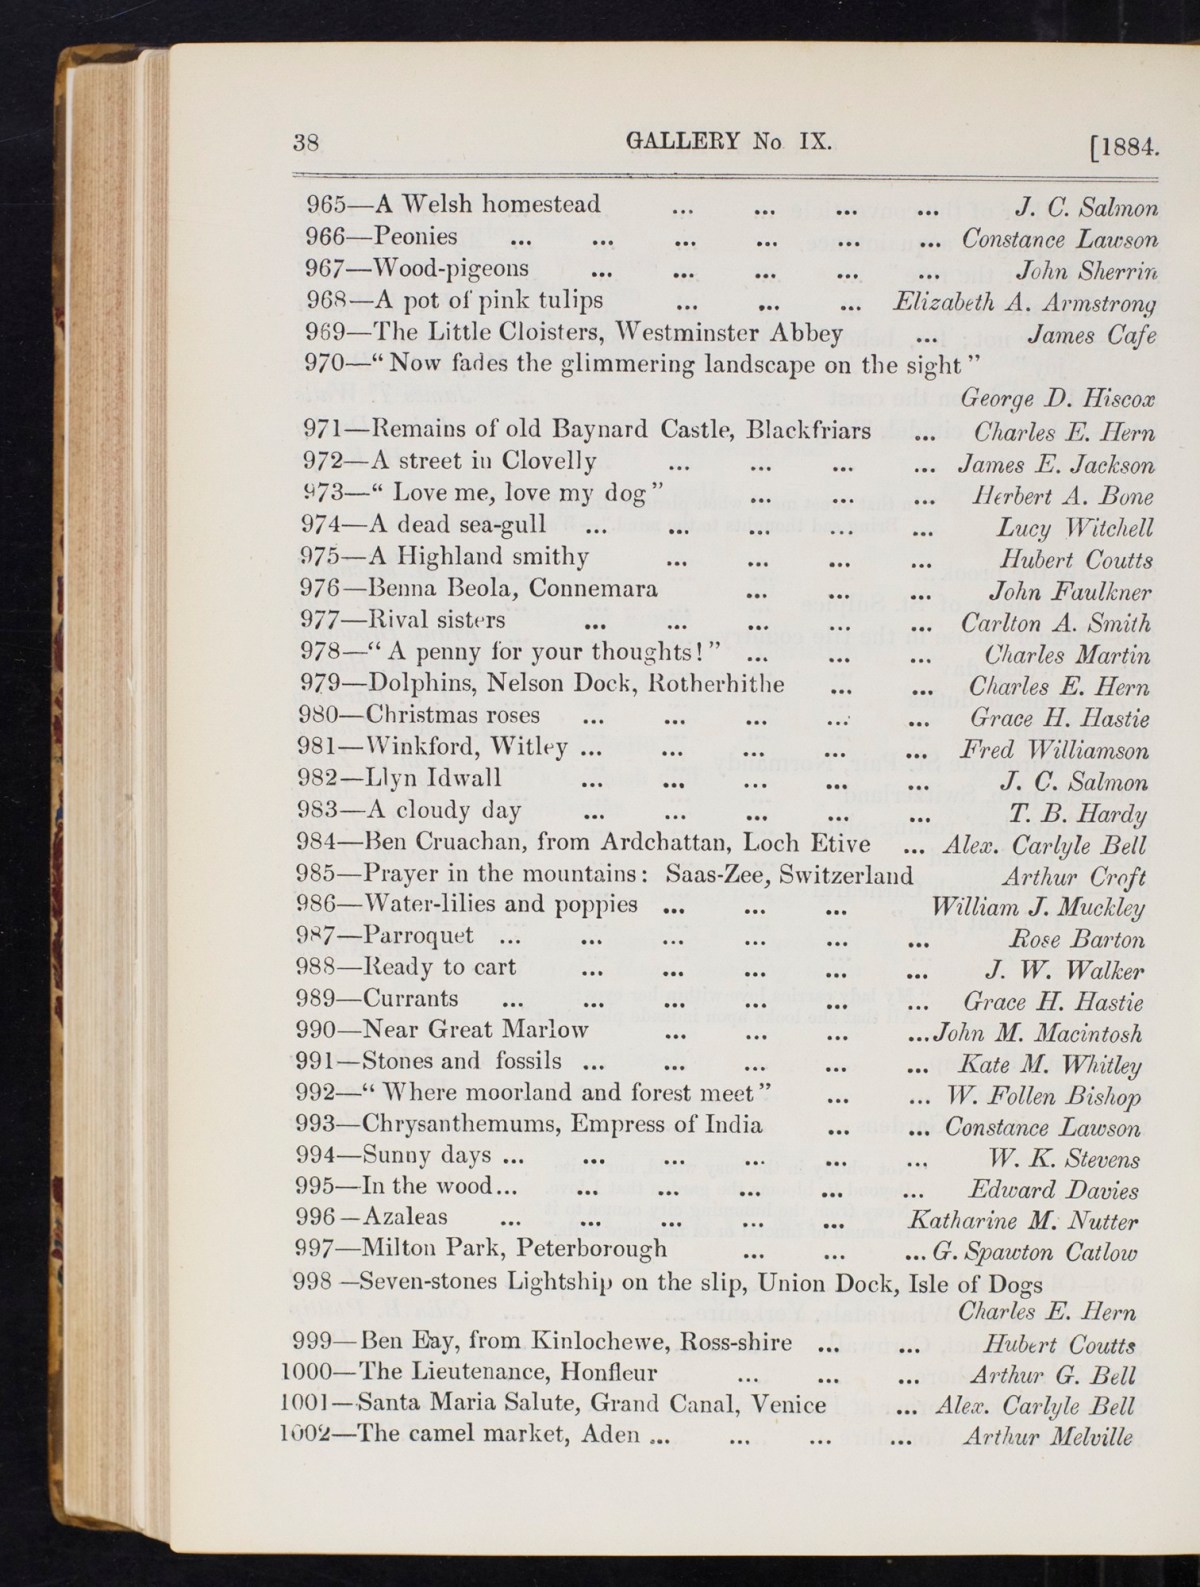 38 GALLERY No IX. [1884.
965—A Welsh homestead ... ... ... ... J. C. Salmon
966—Peonies ... ... ... ... ... ... Constance Lawson
967—Wood-pigeons ... ... ... ... ... John Sherrin
968—A pot of pink tulips ... ... ... Elizabeth A. Armstrong
969—The Little Cloisters, Westminster Abbey ... James Cafe
970—“ Now fades the glimmering landscape on the sight ”
George D. Hiscox
971—Remains of old Baynard Castle, Blackfriars ... Charles E. Hern
972—A street in Clovelly ... ... ... ... James E. Jackson
973—“ Love me, love my dog ” ... ... ... Herbert A. Bone
974—A dead sea-gull ... ... ... ... ... Lucy Witchell
975—A Highland smithy ... ... ... ... Hubert Coutts
976—Benna Beola, Connemara ... ... ... John Faulkner
977—Rival sisters ... ... ... ... ... Carlton A. Smith
978—“ A penny for your thoughts! ” ... ... ... Charles Martin
979—Dolphins, Nelson Dock, Rotherhithe ... ... Charles E. Hern
980—Christmas roses ... ... ... ... ... Grace H. Hastie
981—Winkford, Witley ... ... ... ... ... Fred Williamson
982—Llyn Idwall ... ... ... ... ... J. C. Salmon
983—A cloudy day ... ... ... ... ... T. B. Hardy
984—Ben Cruachan, from Ardchattan, Loch Etive ... Alex. Carlyle Bell
985—Prayer in the mountains: Saas-Zee, Switzerland Arthur Croft
986—Water-lilies and poppies ... ... ... William J. Muckley
987—Parroquet ... ... ... ... ... ... Rose Barton
988—Ready to cart ... ... ... ... ... J. W. Walker
989—Currants ... ... ... ... ... ... Grace H. Hastie
990—Near Great Marlow ... ... ... ... John M. Macintosh
991—Stones and fossils ... ... ... ... ... Kate M. Whitley
992—“ Where moorland and forest meet ” ... ... W. Follen Bishop
993—Chrysanthemums, Empress of India ... ... Constance Lawson
994—Sunny days ... ... ... ... ... ... W. K. Stevens
995—In the wood... ... ... ... ... ... Edward Davies
996—Azaleas ... ... ... ... ... Katharine M. Nutter
997—Milton Park, Peterborough ... ... ... G. Spawton Catlow
998—Seven-stones Lightship on the slip, Union Dock, Isle of Dogs
Charles E. Hern
999—Ben Eay, from Kinlochewe, Ross-shire ... ... Hubert Coutts
1000—The Lieutenance, Honfleur ... ... ... Arthur G. Bell
1001—Santa Maria Salute, Grand Canal, Venice ... Alex. Carlyle Bell
1002—The camel market, Aden ... ... ... ... Arthur Melville